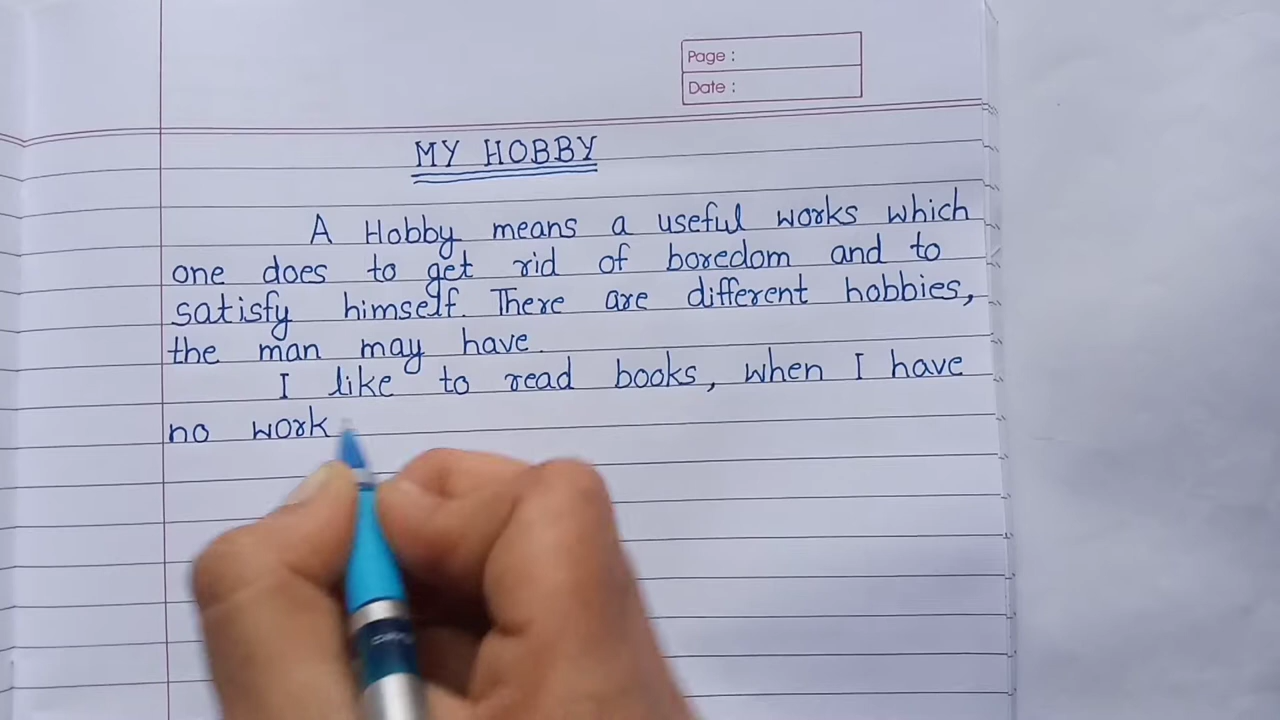 Page :
Date :
MY HOBBY
A Hobby means a useful works which
one does to get rid of boredom and to
satisfy himself. There are different hobbies,
the man may have.
I like to read books, when I have
no work